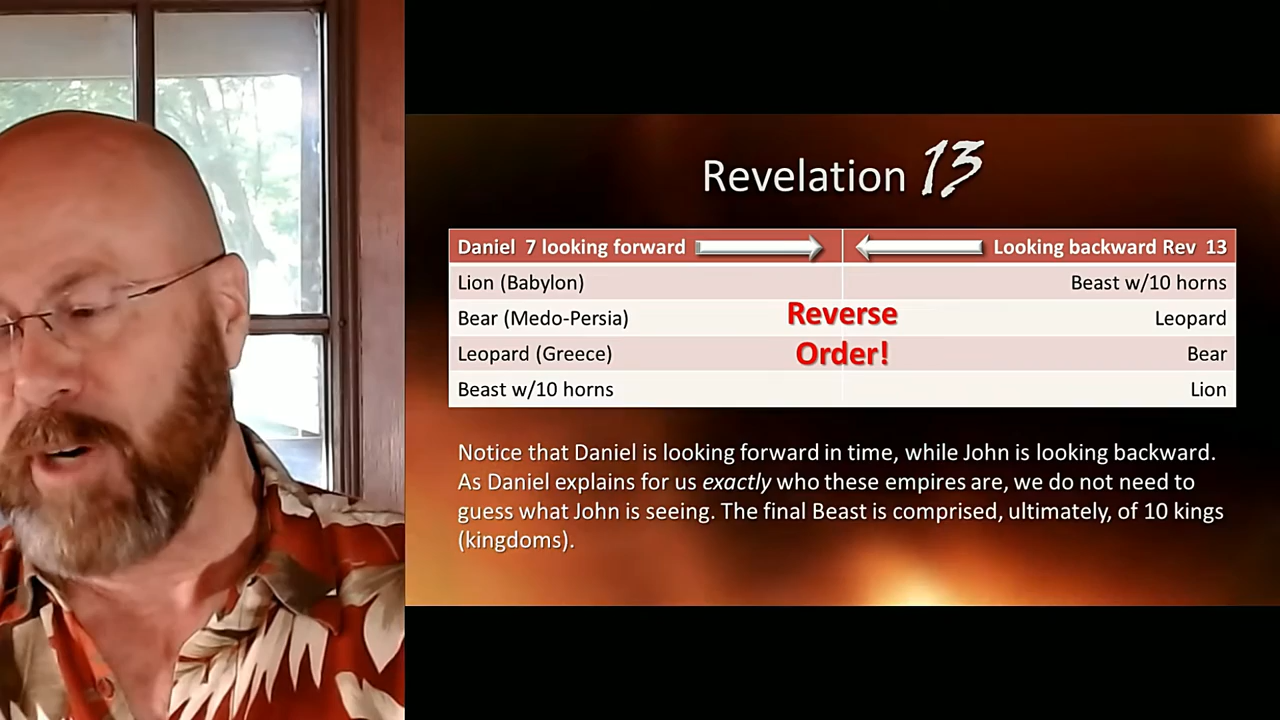 Revelation 13
Daniel 7 looking forward Looking backward Rev 13
Lion (Babylon) Beast w/10 horns
Bear (Medo-Persia) Leopard
Leopard (Greece) Bear
Beast w/10 horns Lion
Reverse
Order!
Notice that Daniel is looking forward in time, while John is looking backward.
As Daniel explains for us exactly who these empires are, we do not need to
guess what John is seeing. The final Beast is comprised, ultimately, of 10 kings
(kingdoms).